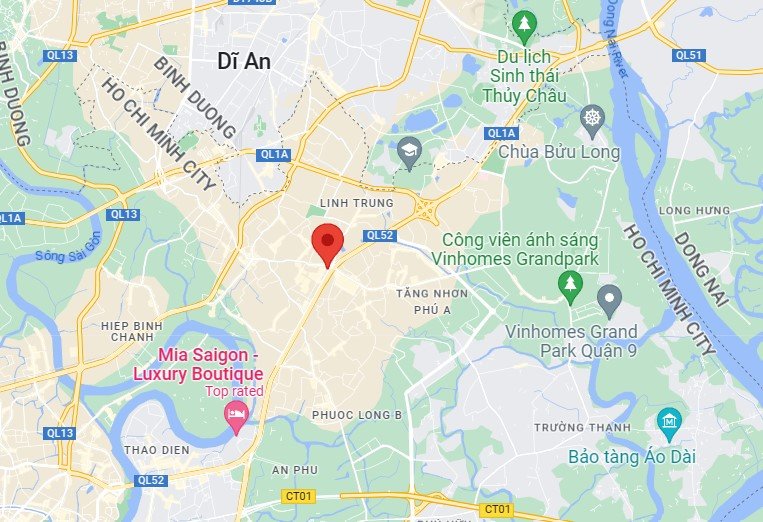 QL13
QL51
Dĩ An
Du lịch
Sinh thái
Thủy Châu
Dong Nai River
BINH DUONG
BINH DUONG
HO CHI MINH CITY
QL1A
Chùa Bửu Long
QL1A
LINH TRUNG
QL13
QL1A
LONG HUNG
QL52
Sông Sài Gòn
Công viên ánh sáng
Vinhomes Grandpark
HO CHI MINH CITY
DONG NAI
TĂNG NHƠN
PHÚ A
HIEP BINH
CHANH
Vinhomes Grand
Park Quận 9
Mia Saigon -
Luxury Boutique
Top rated
PHUOC LONG B
QL13
TRƯỜNG THẠNH
THAO DIEN
Bảo tàng Áo Dài
QL52
AN PHU
CT01
CT01